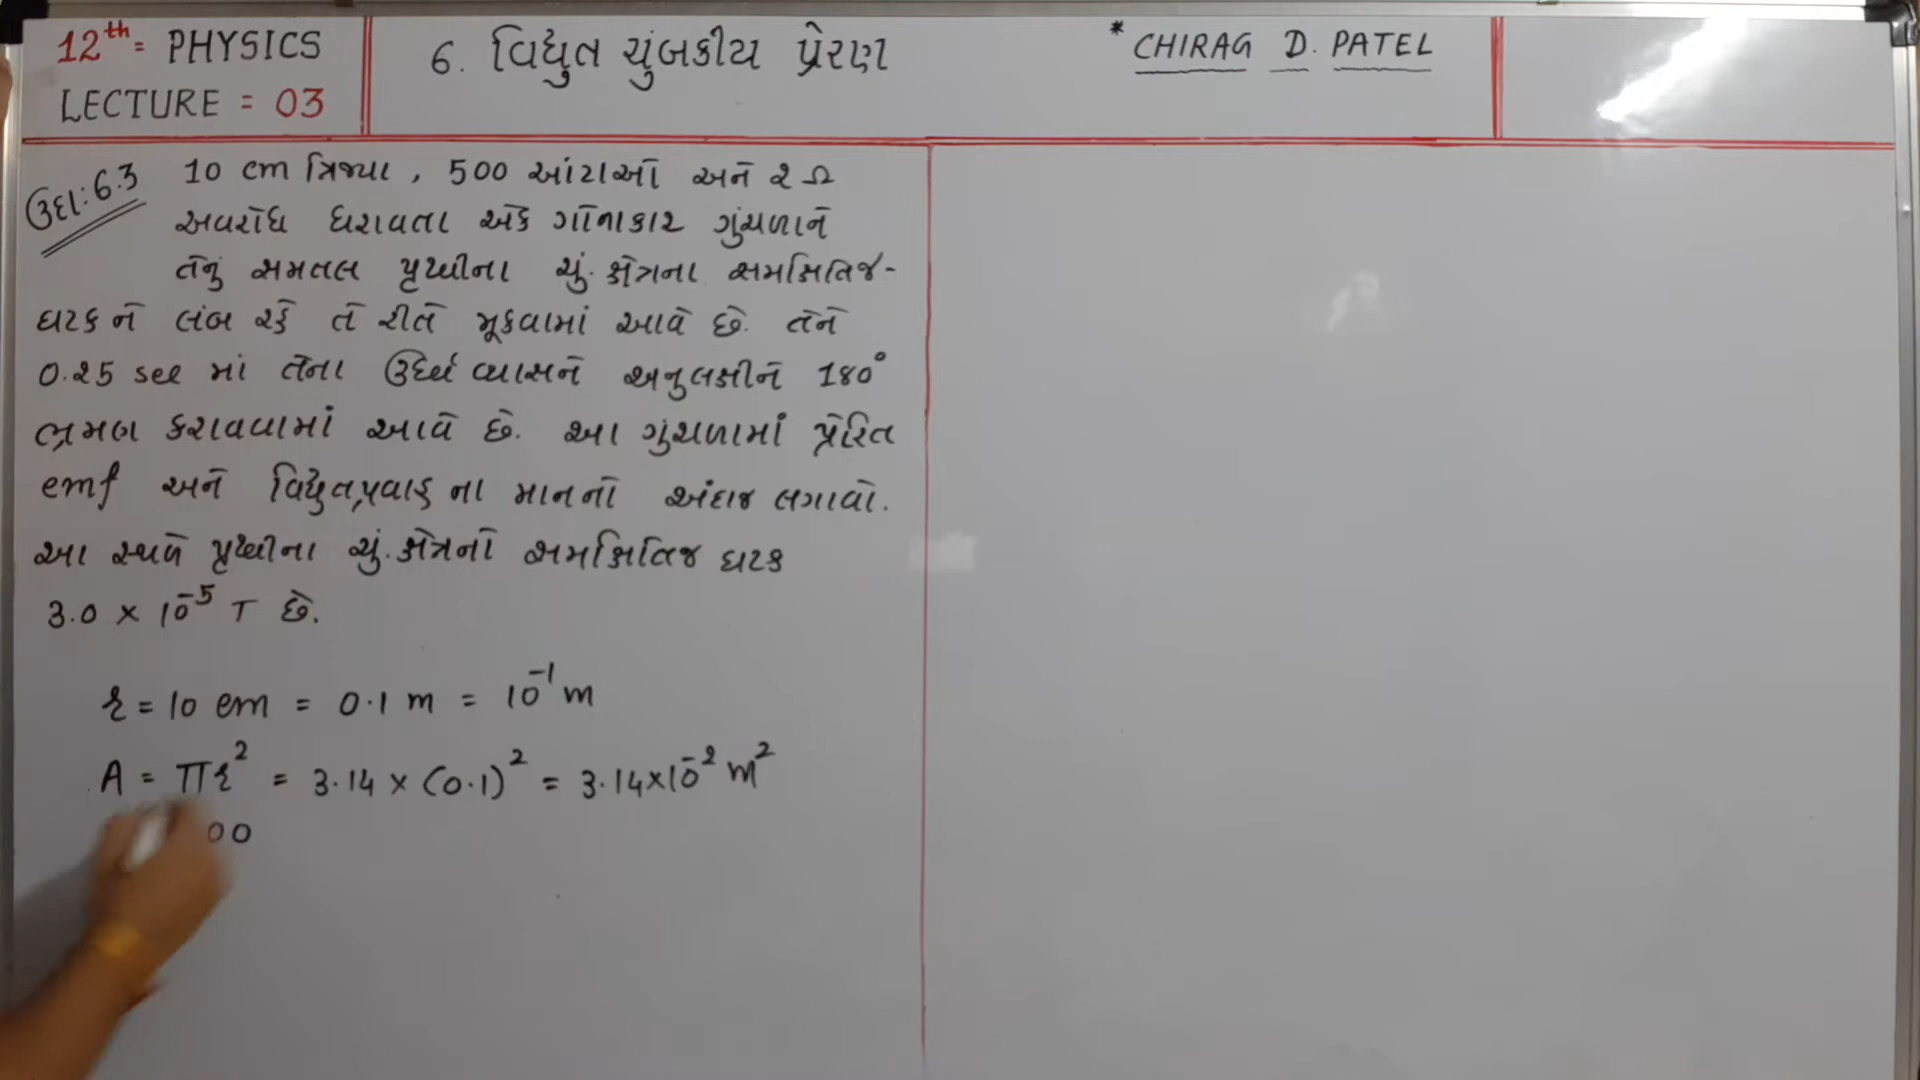 12th = PHYSICS
LECTURE = 03
6. વિદ્યુત ચુંબકીય પ્રેરણ
* CHIRAG D. PATEL
ઉદા: 6.3 10 cm ત્રિજ્યા, 500 આંટાઓ અને 2 Ω
અવરોધ ધરાવતા એક ગોળાકાર ગુંચળાને
તેનું સમતલ પૃથ્વીના ચું. ક્ષેત્રના સમક્ષિતિજ-
ઘટક ને લંબ રહે તે રીતે મૂકવામાં આવે છે. તેને
0.25 sec માં તેના ઉર્ધ્વ વ્યાસને અનુલક્ષીને 180°
ભ્રમણ કરાવવામાં આવે છે. આ ગુંચળામાં પ્રેરિત
emf અને વિદ્યુતપ્રવાહ ના માનનો અંદાજ લગાવો.
આ સ્થળે પૃથ્વીના ચું. ક્ષેત્રનો સમક્ષિતિજ ઘટક
3.0 × 10⁻⁵ T છે.
r = 10 cm = 0.1 m = 10⁻¹ m
A = πr² = 3.14 × (0.1)² = 3.14×10⁻² m²
00